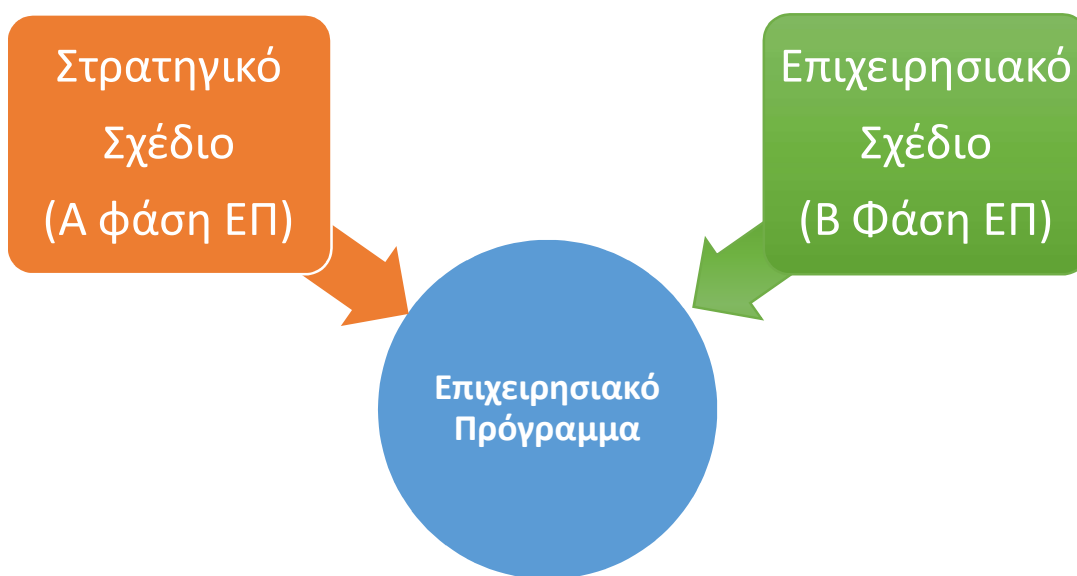 Στρατηγικό
Σχέδιο
(Α φάση ΕΠ)
Επιχειρησιακό
Σχέδιο
(Β Φάση ΕΠ)
Επιχειρησιακό
Πρόγραμμα